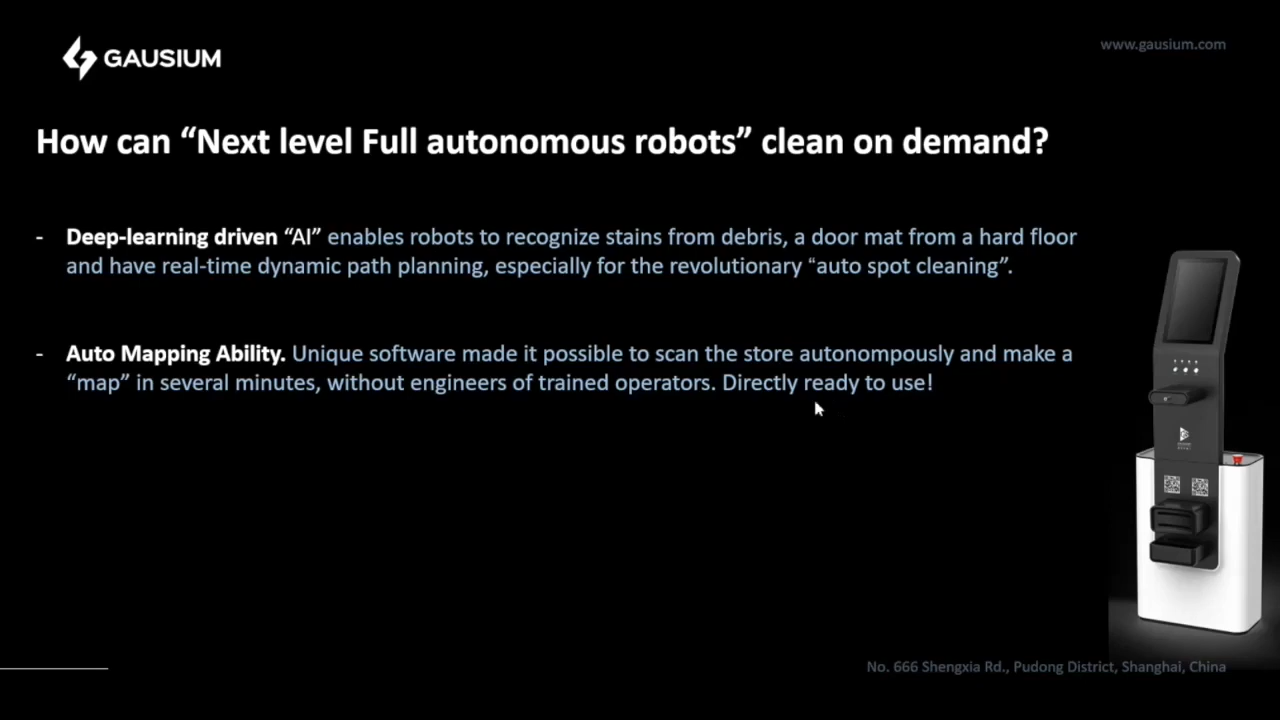 GAUSIUM
www.gausium.com
How can “Next level Full autonomous robots” clean on demand?
- Deep-learning driven “AI” enables robots to recognize stains from debris, a door mat from a hard floor
and have real-time dynamic path planning, especially for the revolutionary “auto spot cleaning”.
- Auto Mapping Ability. Unique software made it possible to scan the store autonompously and make a
“map” in several minutes, without engineers of trained operators. Directly ready to use!
No. 666 Shengxia Rd., Pudong District, Shanghai, China